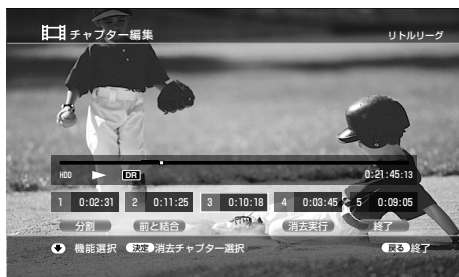 チャプター編集 リトルリーグ
HDD DR 0:21:45:13
1 0:02:31 2 0:11:25 3 0:10:18 4 0:03:45 5 0:09:05
分割 前と結合 消去実行 終了
機能選択 決定 消去チャプター選択 戻る 終了